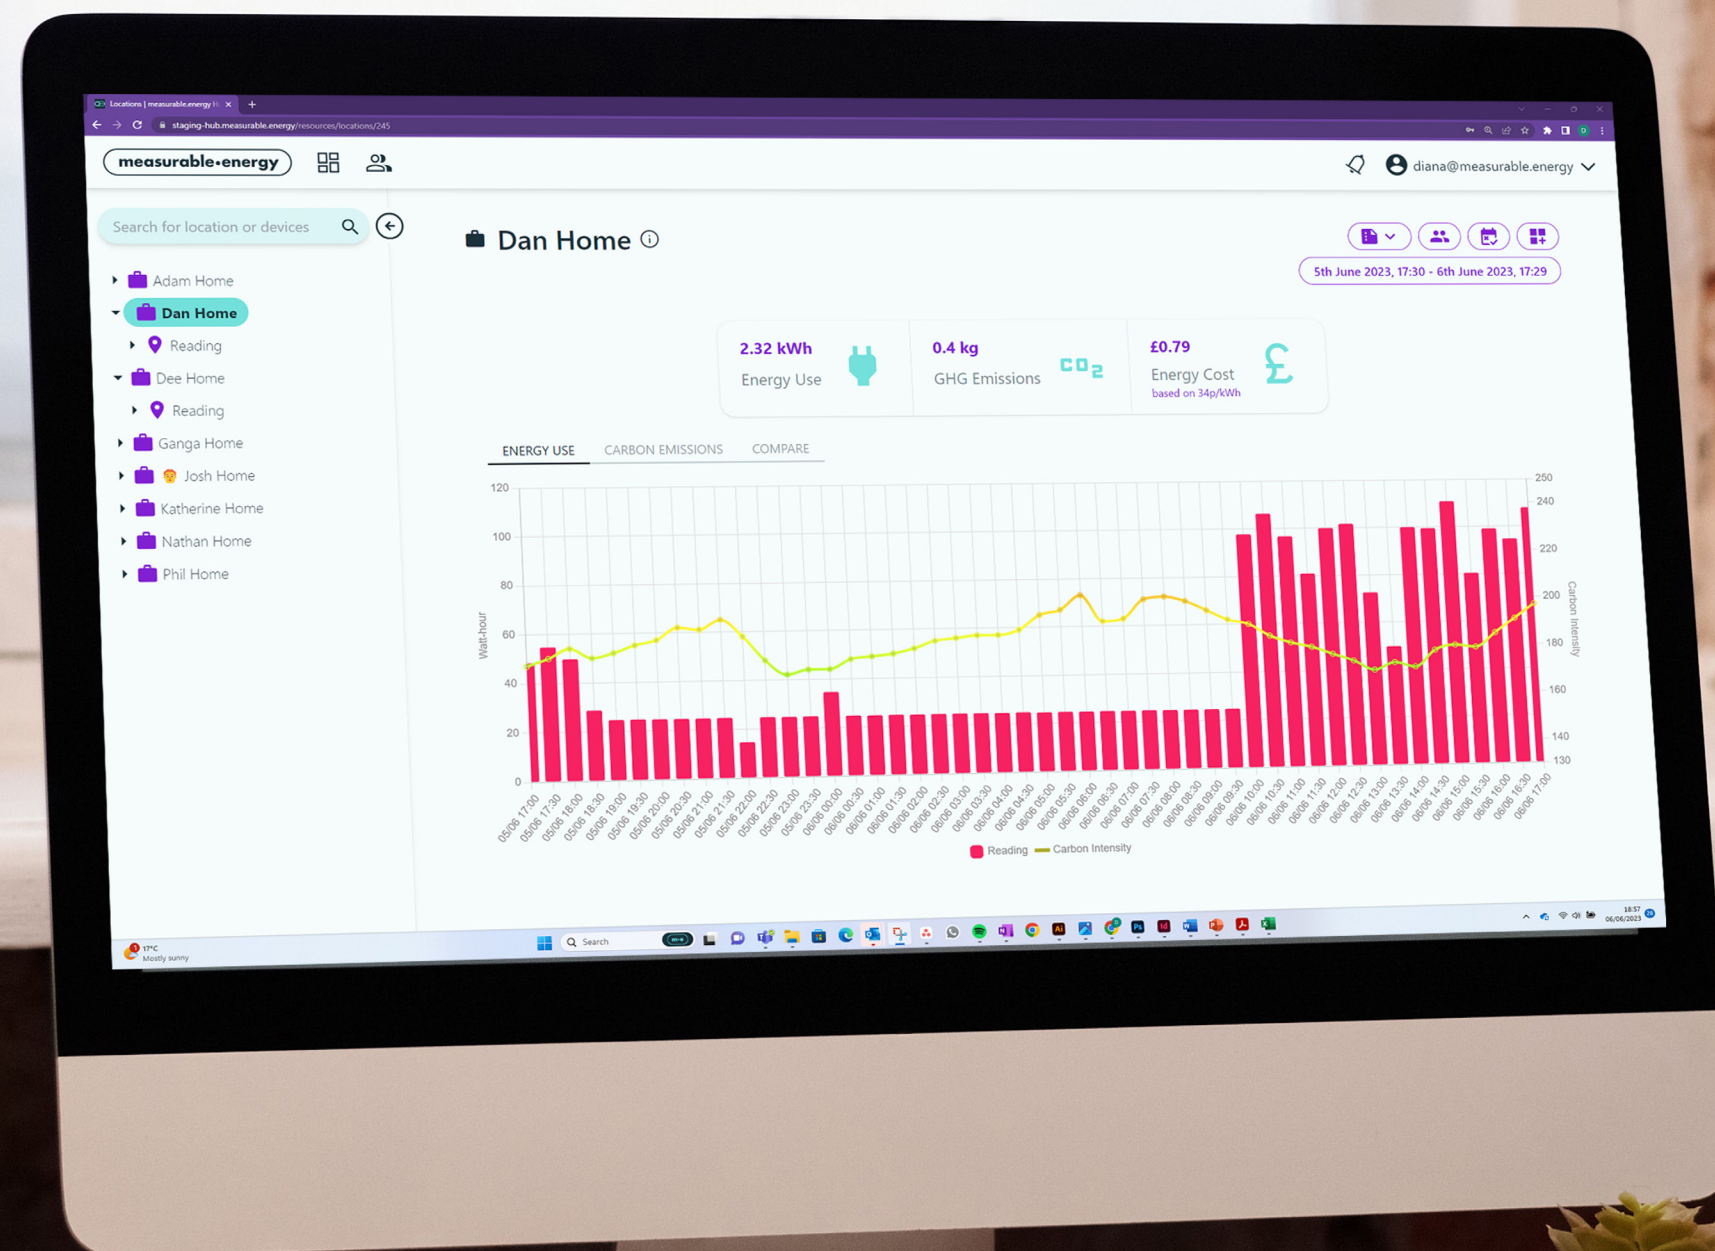 Locations | measurable.energy H
staging-hub.measurable.energy/resources/locations/245
measurable•energy
diana@measurable.energy
Search for location or devices
Adam Home
Dan Home
Reading
Dee Home
Reading
Ganga Home
Josh Home
Katherine Home
Nathan Home
Phil Home
Dan Home
5th June 2023, 17:30 - 6th June 2023, 17:29
2.32 kWh
Energy Use
0.4 kg
GHG Emissions
CO2
£0.79
Energy Cost
based on 34p/kWh
£
ENERGY USE CARBON EMISSIONS COMPARE
120
100
80
60
40
20
0
Watt-hour
250
240
220
200
180
160
140
130
Carbon Intensity
05/06 17:00
05/06 17:30
05/06 18:00
05/06 18:30
05/06 19:00
05/06 19:30
05/06 20:00
05/06 20:30
05/06 21:00
05/06 21:30
05/06 22:00
05/06 22:30
05/06 23:00
05/06 23:30
06/06 00:00
06/06 00:30
06/06 01:00
06/06 01:30
06/06 02:00
06/06 02:30
06/06 03:00
06/06 03:30
06/06 04:00
06/06 04:30
06/06 05:00
06/06 05:30
06/06 06:00
06/06 06:30
06/06 07:00
06/06 07:30
06/06 08:00
06/06 08:30
06/06 09:00
06/06 09:30
06/06 10:00
06/06 10:30
06/06 11:00
06/06 11:30
06/06 12:00
06/06 12:30
06/06 13:00
06/06 13:30
06/06 14:00
06/06 14:30
06/06 15:00
06/06 15:30
06/06 16:00
06/06 16:30
06/06 17:00
Reading Carbon Intensity
17°C
Mostly sunny
Search
18:57
06/06/2023